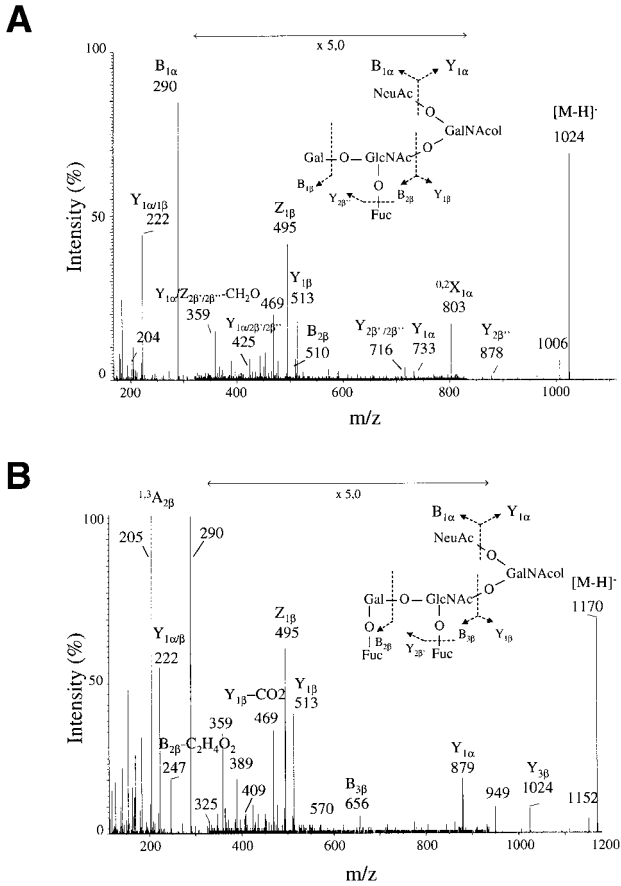 A
x 5,0
100
50
0
Intensity (%)
B1α
290
Y1α/1β
222
204
Y1α/Z2β'/2β''-CH2O
359
Y1α/2β'/2β''
425
469
Z1β
495
Y1β
513
B2β
510
Y2β'/2β''
716
Y1α
733
0,2X1α
803
Y2β''
878
1006
[M-H]-
1024
B1α Y1α
NeuAc
O
GalNAcol
O
Gal — O — GlcNAc
B1β
O
Y2β''
B2β
Y1β
Fuc
200 400 600 800 1000
m/z
B
x 5,0
100
50
0
Intensity (%)
1,3A2β
205
290
Y1α/β
222
B2β-C2H4O2
247
325
359
389
409
Y1β-CO2
469
Z1β
495
Y1β
513
570
B3β
656
Y1α
879
949
Y3β
1024
1152
[M-H]-
1170
B1α Y1α
NeuAc
O
GalNAcol
O
Gal — O — GlcNAc
O
B2β
O
Y2β'
B3β
Y1β
Fuc
Fuc
200 400 600 800 1000 1200
m/z